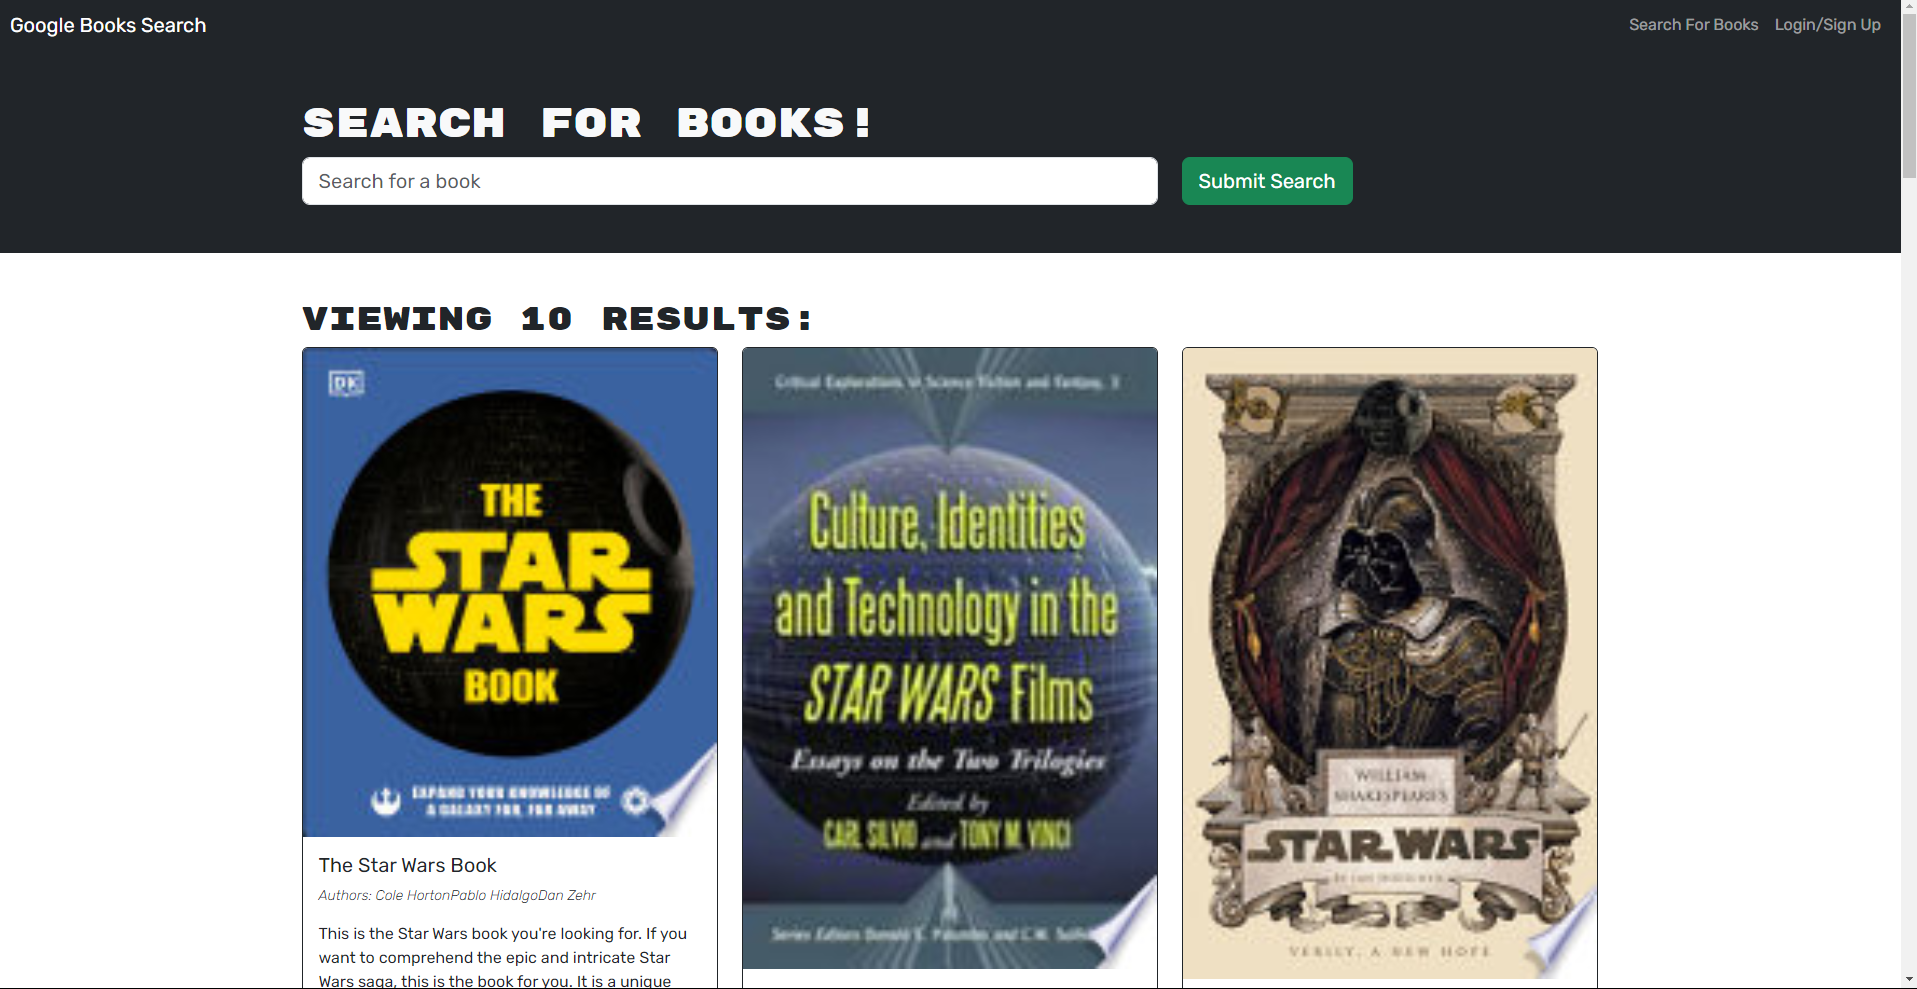 Google Books Search
Search For Books
Login/Sign Up
SEARCH FOR BOOKS!
Search for a book
Submit Search
VIEWING 10 RESULTS:
DK
THE
STAR
WARS
BOOK
EXPAND YOUR KNOWLEDGE OF
A GALAXY FAR, FAR AWAY
The Star Wars Book
Authors: Cole HortonPablo HidalgoDan Zehr
This is the Star Wars book you're looking for. If you
want to comprehend the epic and intricate Star
Wars saga, this is the book for you. It is a unique
Critical Explorations in Science Fiction and Fantasy, 3
Culture, Identities
and Technology in the
STAR WARS Films
Essays on the Two Trilogies
Edited by
CARL SILVIO and TONY M. VINCI
Series Editors Donald E. Palumbo and C.W.
WILLIAM
SHAKESPEARE'S
STAR WARS
VERILY, A NEW HOPE